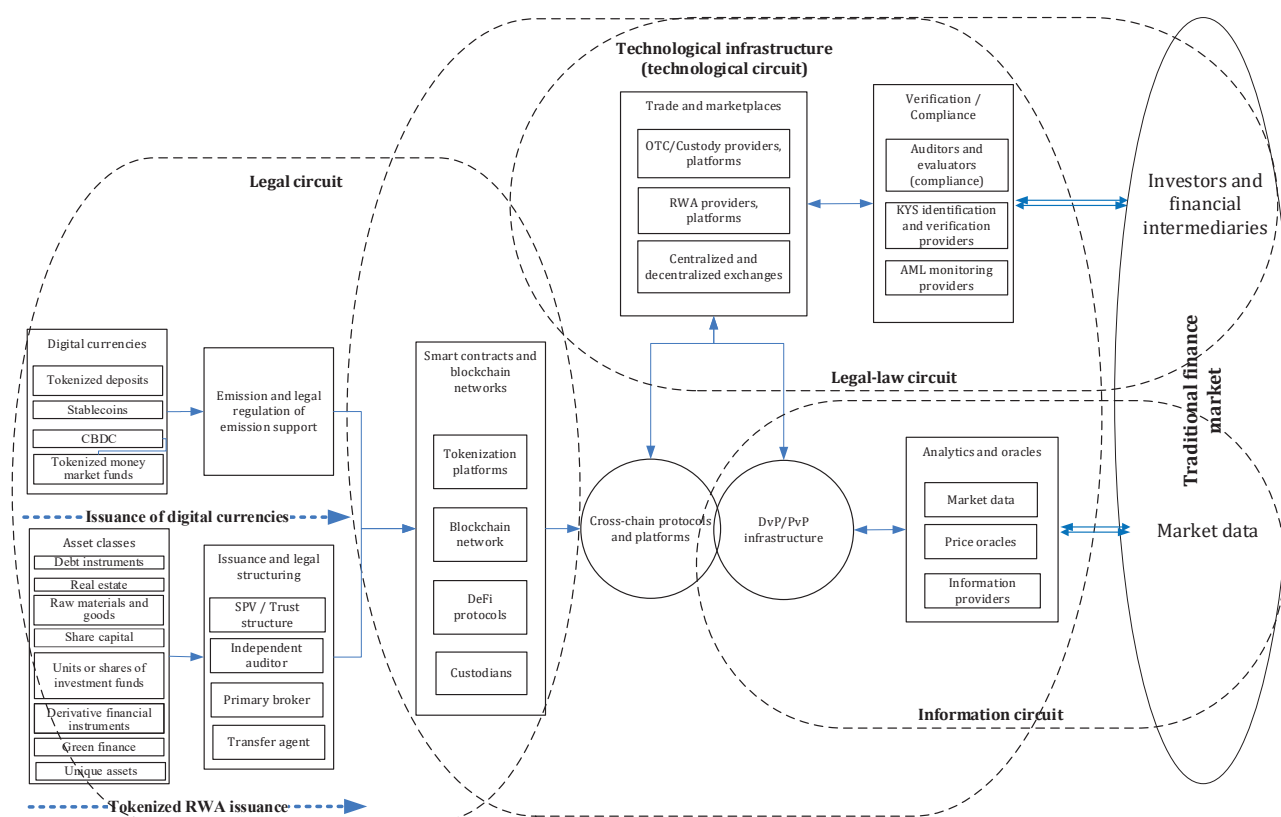 Technological infrastructure
(technological circuit)
Trade and marketplaces
OTC/Custody providers,
platforms
RWA providers,
platforms
Centralized and
decentralized exchanges
Verification /
Compliance
Auditors and
evaluators
(compliance)
KYS identification
and verification
providers
AML monitoring
providers
Investors and
financial
intermediaries
Legal circuit
Digital currencies
Tokenized deposits
Stablecoins
CBDC
Tokenized money
market funds
Emission and legal
regulation of
emission support
Smart contracts and
blockchain
networks
Tokenization
platforms
Blockchain
network
DeFi
protocols
Custodians
Legal-law circuit
Traditional finance
market
Issuance of digital currencies
Asset classes
Debt instruments
Real estate
Raw materials and
goods
Share capital
Units or shares of
investment funds
Derivative financial
instruments
Green finance
Unique assets
Issuance and legal
structuring
SPV / Trust
structure
Independent
auditor
Primary broker
Transfer agent
Cross-chain protocols
and platforms
DvP/PvP
infrastructure
Analytics and oracles
Market data
Price oracles
Information
providers
Market data
Information circuit
Tokenized RWA issuance